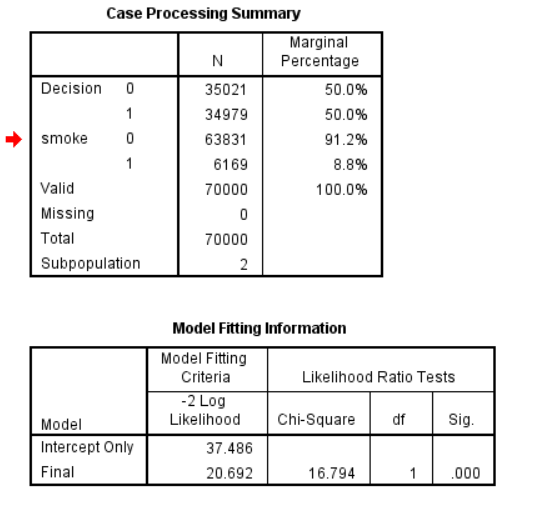 Case Processing Summary
N Marginal Percentage
Decision 0 35021 50.0%
1 34979 50.0%
smoke 0 63831 91.2%
1 6169 8.8%
Valid 70000 100.0%
Missing 0
Total 70000
Subpopulation 2
Model Fitting Information
Model Fitting Criteria Likelihood Ratio Tests
Model -2 Log Likelihood Chi-Square df Sig.
Intercept Only 37.486
Final 20.692 16.794 1 .000